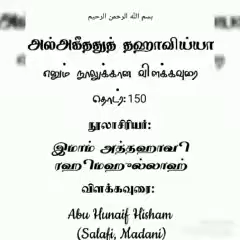 بسم الله الرحمن الرحيم
அல்அகீததுத் தஹாவிய்யா
எனும் நூலுக்கான விளக்கவுரை
தொடர்:150
நூலாசிரியர்:
இமாம் அத்தஹாவி
ரஹிமஹுல்லாஹ்
விளக்கவுரை:
Abu Hunaif Hisham
(Salafi, Madani)